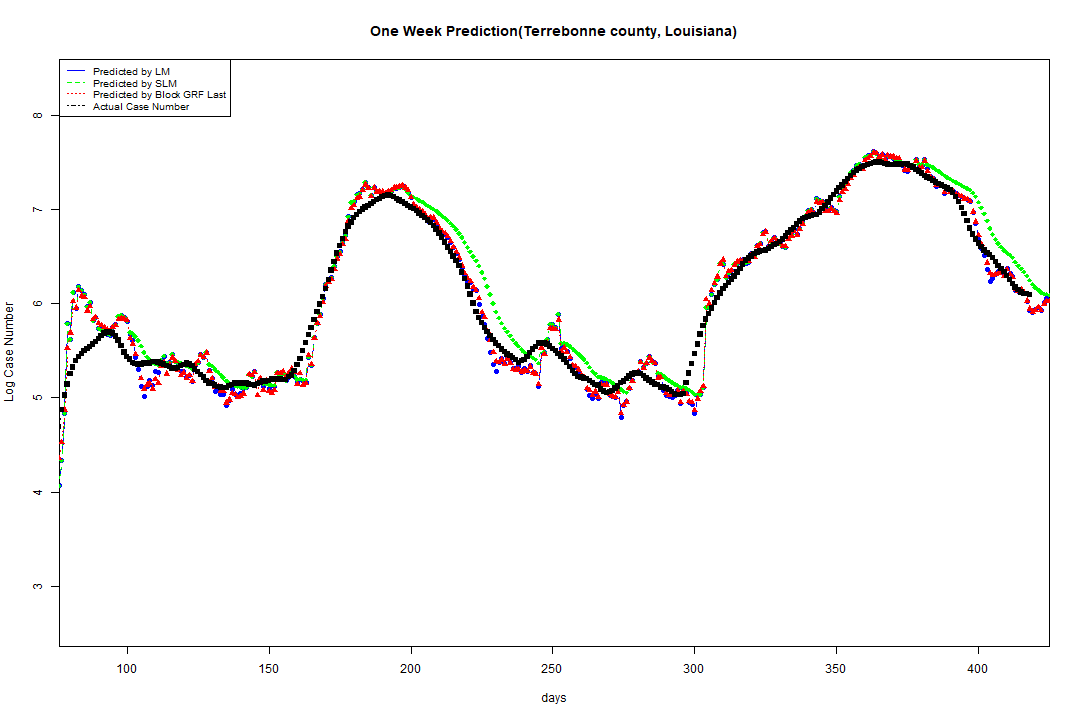 One Week Prediction(Terrebonne county, Louisiana)
Predicted by LM
Predicted by SLM
Predicted by Block GRF Last
Actual Case Number
Log Case Number
8
7
6
5
4
3
100 150 200 250 300 350 400
days